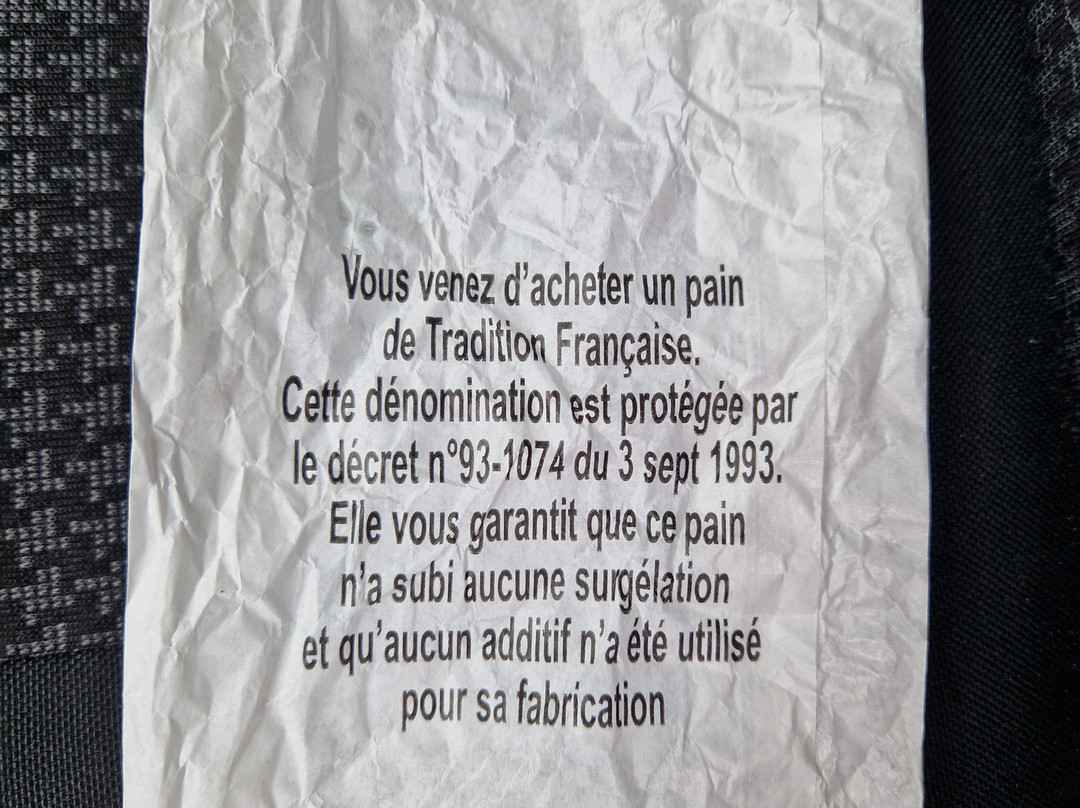 Vous venez d'acheter un pain
de Tradition Française.
Cette dénomination est protégée par
le décret n°93-1074 du 3 sept 1993.
Elle vous garantit que ce pain
n'a subi aucune surgélation
et qu'aucun additif n'a été utilisé
pour sa fabrication